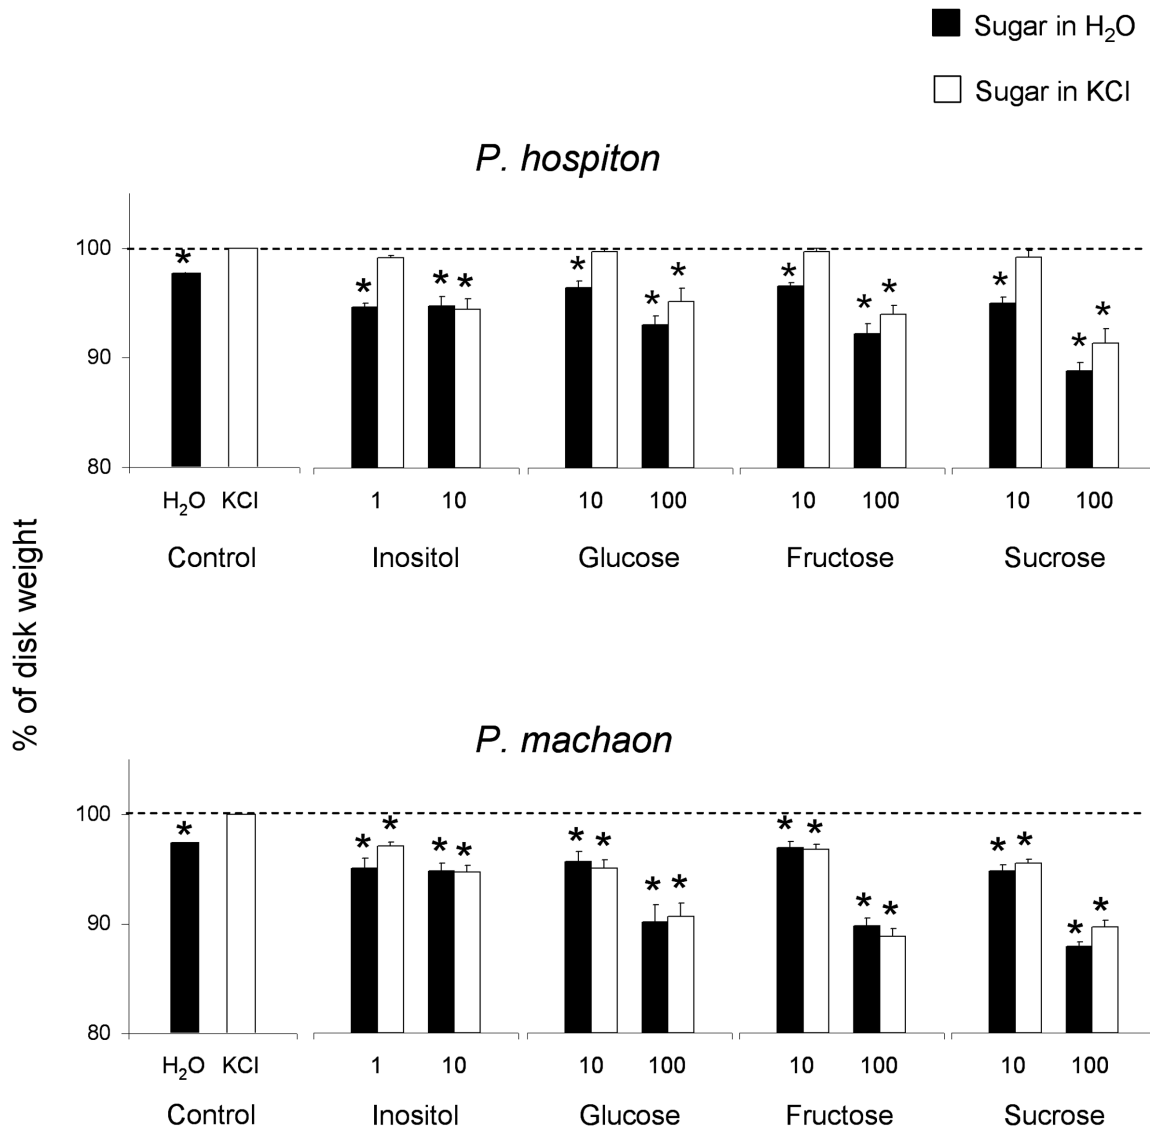 Sugar in H₂O
Sugar in KCl
P. hospiton
100
*
* * * * * * * * * * *
90
80
H₂O KCl 1 10 10 100 10 100 10 100
Control Inositol Glucose Fructose Sucrose
% of disk weight
P. machaon
100
*
* * * * * * * * * * * * * * * *
90
80
H₂O KCl 1 10 10 100 10 100 10 100
Control Inositol Glucose Fructose Sucrose